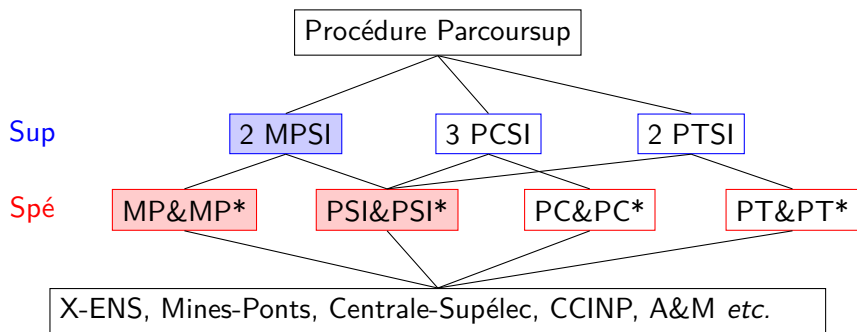 Procédure Parcoursup
Sup 2 MPSI 3 PCSI 2 PTSI
Spé MP&MP* PSI&PSI* PC&PC* PT&PT*
X-ENS, Mines-Ponts, Centrale-Supélec, CCINP, A&M etc.